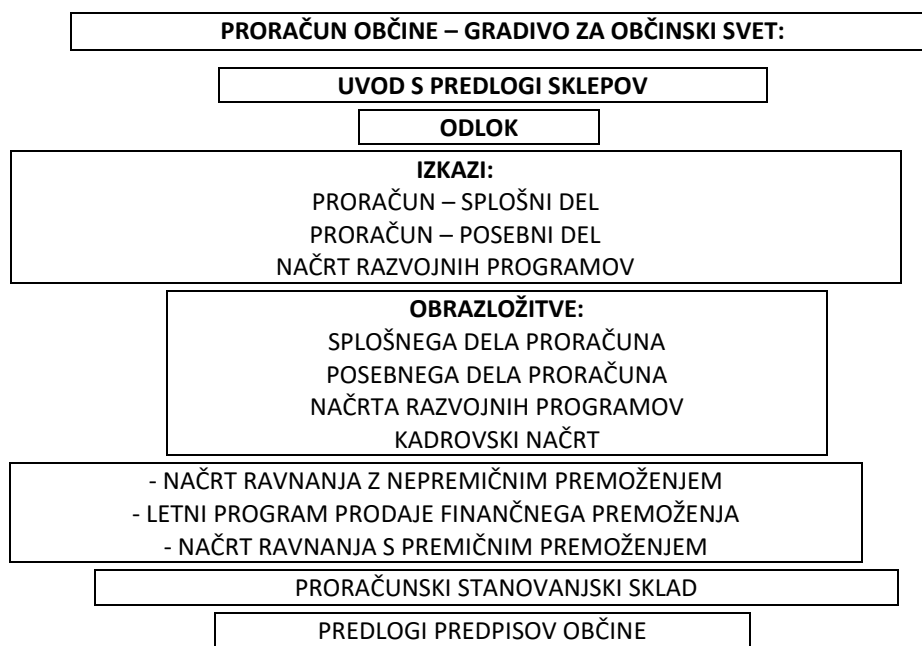 PRORAČUN OBČINE – GRADIVO ZA OBČINSKI SVET:
UVOD S PREDLOGI SKLEPOV
ODLOK
IZKAZI:
PRORAČUN – SPLOŠNI DEL
PRORAČUN – POSEBNI DEL
NAČRT RAZVOJNIH PROGRAMOV
OBRAZLOŽITVE:
SPLOŠNEGA DELA PRORAČUNA
POSEBNEGA DELA PRORAČUNA
NAČRTA RAZVOJNIH PROGRAMOV
KADROVSKI NAČRT
- NAČRT RAVNANJA Z NEPREMIČNIM PREMOŽENJEM
- LETNI PROGRAM PRODAJE FINANČNEGA PREMOŽENJA
- NAČRT RAVNANJA S PREMIČNIM PREMOŽENJEM
PRORAČUNSKI STANOVANJSKI SKLAD
PREDLOGI PREDPISOV OBČINE